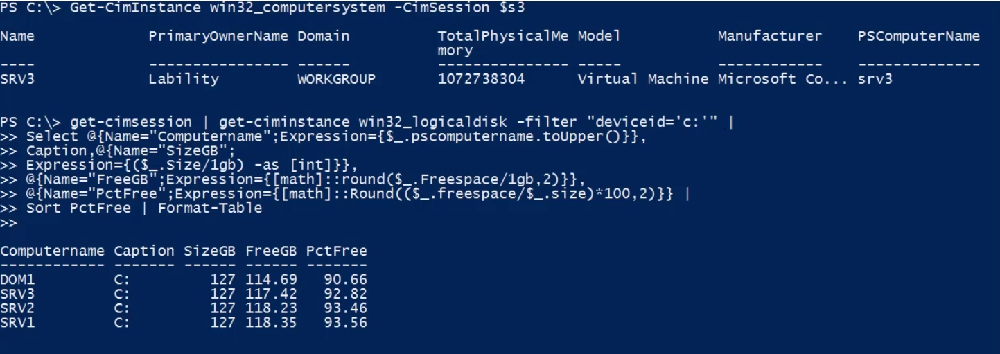 PS C:\> Get-CimInstance win32_computersystem -CimSession $s3
Name PrimaryOwnerName Domain TotalPhysicalMe Model Manufacturer PSComputerName
mory
---- ---------------- ------ --------------- ----- ------------ --------------
SRV3 Lability WORKGROUP 1072738304 Virtual Machine Microsoft Co... srv3
PS C:\> get-cimsession | get-ciminstance win32_logicaldisk -filter "deviceid='c:'" |
>> Select @{Name="Computername";Expression={$_.pscomputername.toUpper()}},
>> Caption,@{Name="SizeGB";
>> Expression={($_.Size/1gb) -as [int]}},
>> @{Name="FreeGB";Expression={[math]::round($_.Freespace/1gb,2)}},
>> @{Name="PctFree";Expression={[math]::Round(($_.freespace/$_.size)*100,2)}} |
>> Sort PctFree | Format-Table
>>
Computername Caption SizeGB FreeGB PctFree
------------ ------- ------ ------ -------
DOM1 C: 127 114.69 90.66
SRV3 C: 127 117.42 92.82
SRV2 C: 127 118.23 93.46
SRV1 C: 127 118.35 93.56